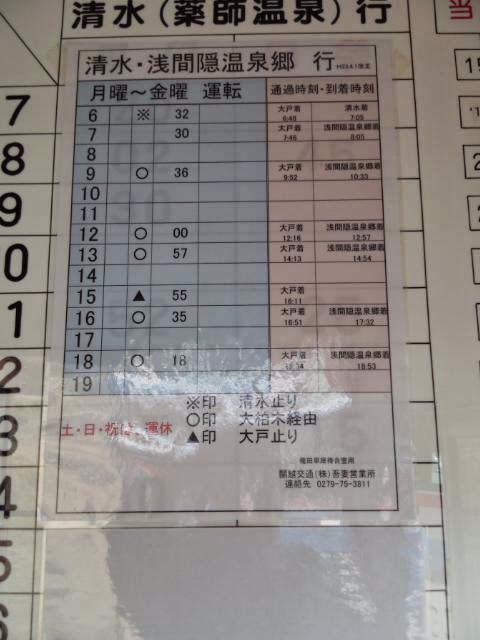 清水(薬師温泉)行
清水・浅間隠温泉郷 行
月曜～金曜 運転 通過時刻・到着時刻
6 ※ 32 大戸着 6:48 清水着 7:05
7 30 大戸着 7:46 浅間隠温泉郷着 8:05
8
9 ○ 36 大戸着 9:52 浅間隠温泉郷着 10:33
10
11
12 ○ 00 大戸着 12:16 浅間隠温泉郷着 12:57
13 ○ 57 大戸着 14:13 浅間隠温泉郷着 14:54
14
15 ▲ 55 大戸着 16:11
16 ○ 35 大戸着 16:51 浅間隠温泉郷着 17:32
17
18 ○ 18 大戸着 18:34 浅間隠温泉郷着 18:53
19
※印 清水止り
土・日・祝日 運休 ○印 大柏木経由
▲印 大戸止り
関越交通(株)吾妻営業所
連絡先 0279-75-3811
7
8
9
0
1
2
3
4
5
6
当